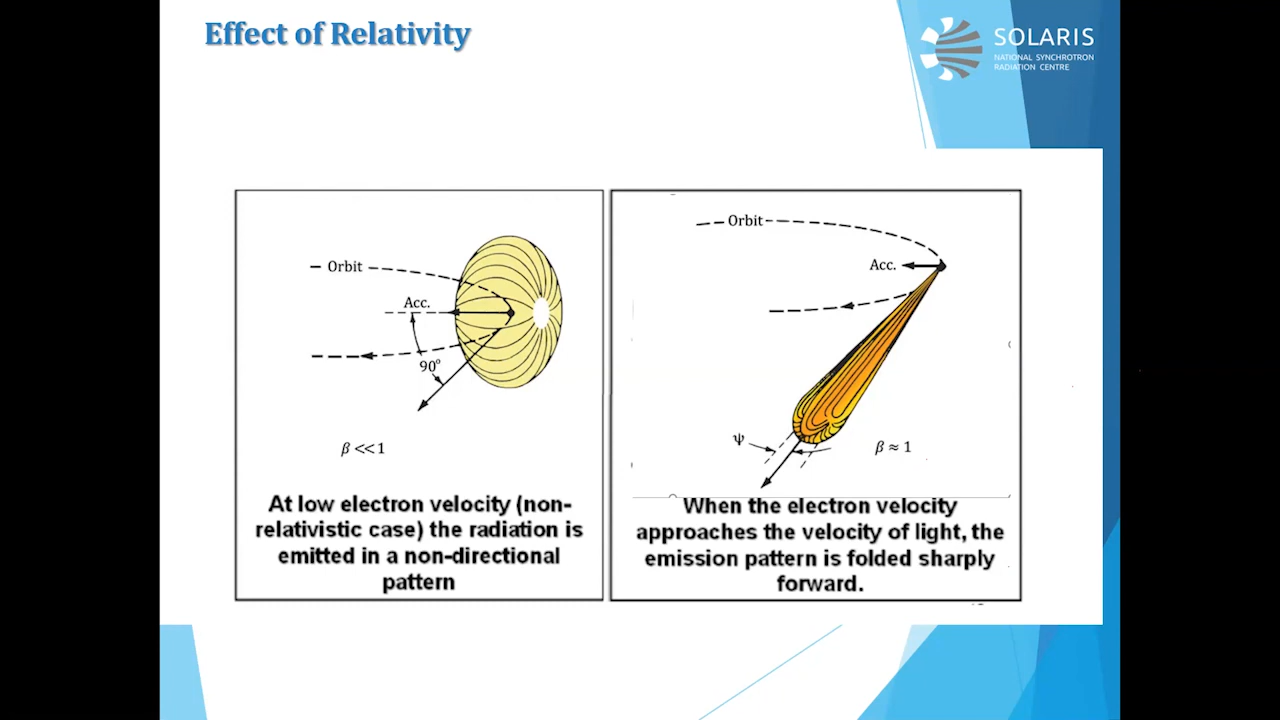 Effect of Relativity
SOLARIS
NATIONAL SYNCHROTRON
RADIATION CENTRE
Orbit
Acc.
90°
β <<1
At low electron velocity (non-
relativistic case) the radiation is
emitted in a non-directional
pattern
Orbit
Acc.
ψ
β ≈ 1
When the electron velocity
approaches the velocity of light, the
emission pattern is folded sharply
forward.